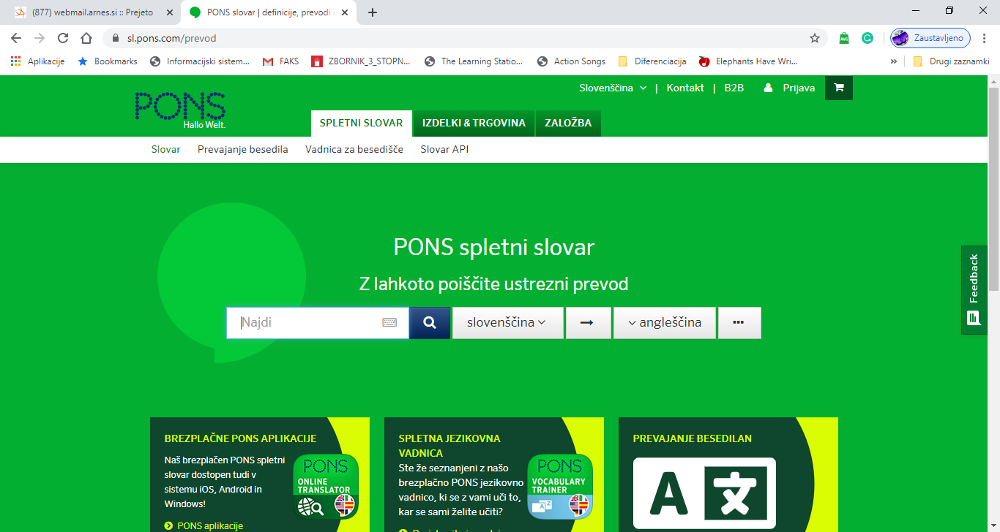 (877) webmail.arnes.si :: Prejeto
PONS slovar | definicije, prevodi
sl.pons.com/prevod
Zaustavljeno
Aplikacije
Bookmarks
Informacijski sistem...
FAKS
ZBORNIK_3_STOPN...
The Learning Statio...
Action Songs
Diferenciacija
Elephants Have Wri...
»
Drugi zaznamki
Slovenščina | Kontakt | B2B Prijava
PONS
Hallo Welt.
SPLETNI SLOVAR
IZDELKI & TRGOVINA
ZALOŽBA
Slovar
Prevajanje besedila
Vadnica za besedišče
Slovar API
PONS spletni slovar
Z lahkoto poiščite ustrezni prevod
Najdi
slovenščina
angleščina
Feedback
BREZPLAČNE PONS APLIKACIJE
Naš brezplačen PONS spletni
slovar dostopen tudi v
sistemu iOS, Android in
Windows!
PONS aplikacije
PONS
ONLINE
TRANSLATOR
SPLETNA JEZIKOVNA
VADNICA
Ste že seznanjeni z našo
brezplačno PONS jezikovno
vadnico, ki se z vami uči to,
kar se sami želite učiti?
PONS
VOCABULARY
TRAINER
PREVAJANJE BESEDILAN
A 文